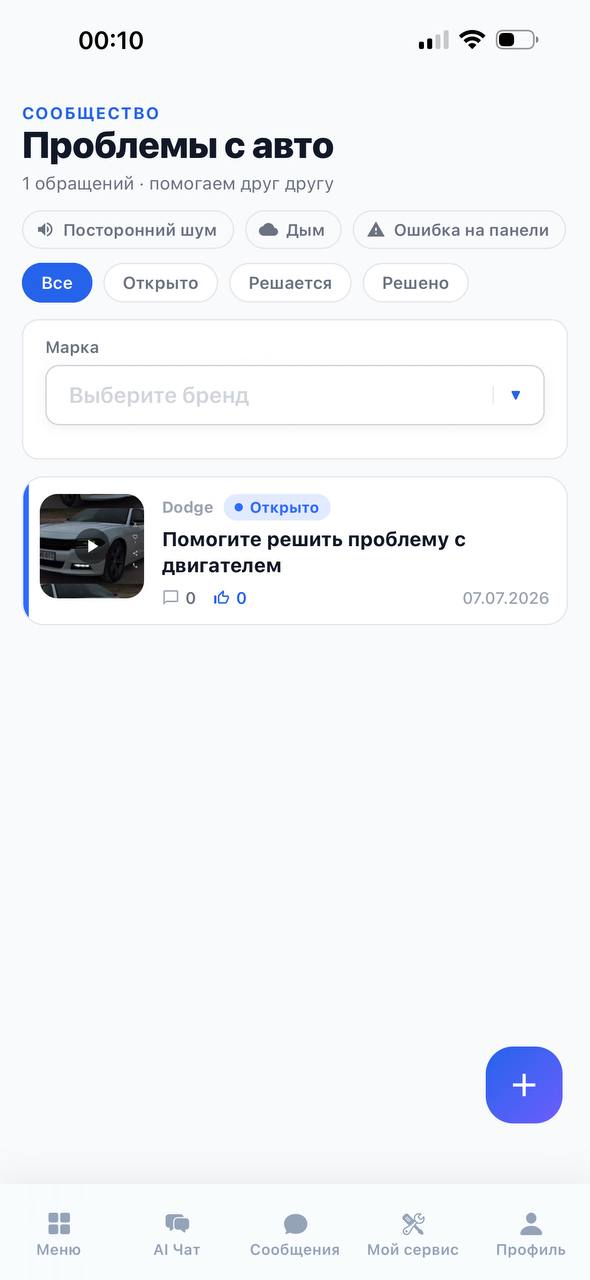 00:10
СООБЩЕСТВО
Проблемы с авто
1 обращений · помогаем друг другу
Посторонний шум
Дым
Ошибка на панели
Все
Открыто
Решается
Решено
Марка
Выберите бренд
Dodge
Открыто
Помогите решить проблему с
двигателем
0
0
07.07.2026
Меню
AI Чат
Сообщения
Мой сервис
Профиль